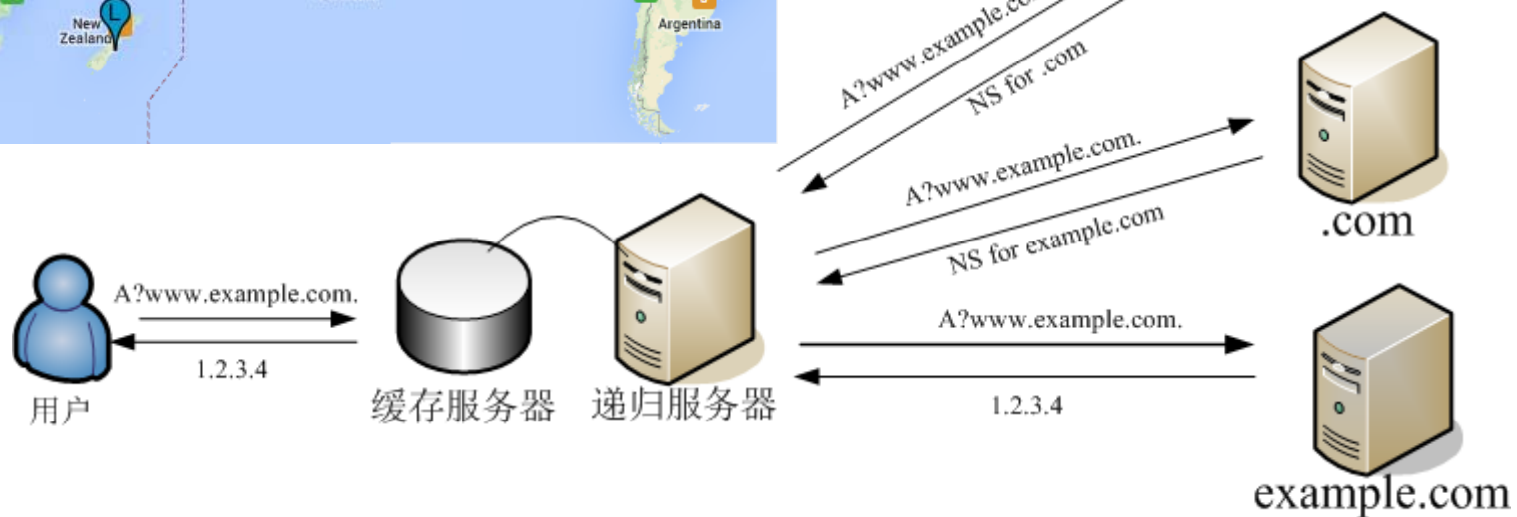 New
Zealand
L
Argentina
A?www.example.co
NS for .com
A?www.example.com.
NS for example.com
.com
A?www.example.com.
1.2.3.4
用户
缓存服务器
递归服务器
A?www.example.com.
1.2.3.4
example.com